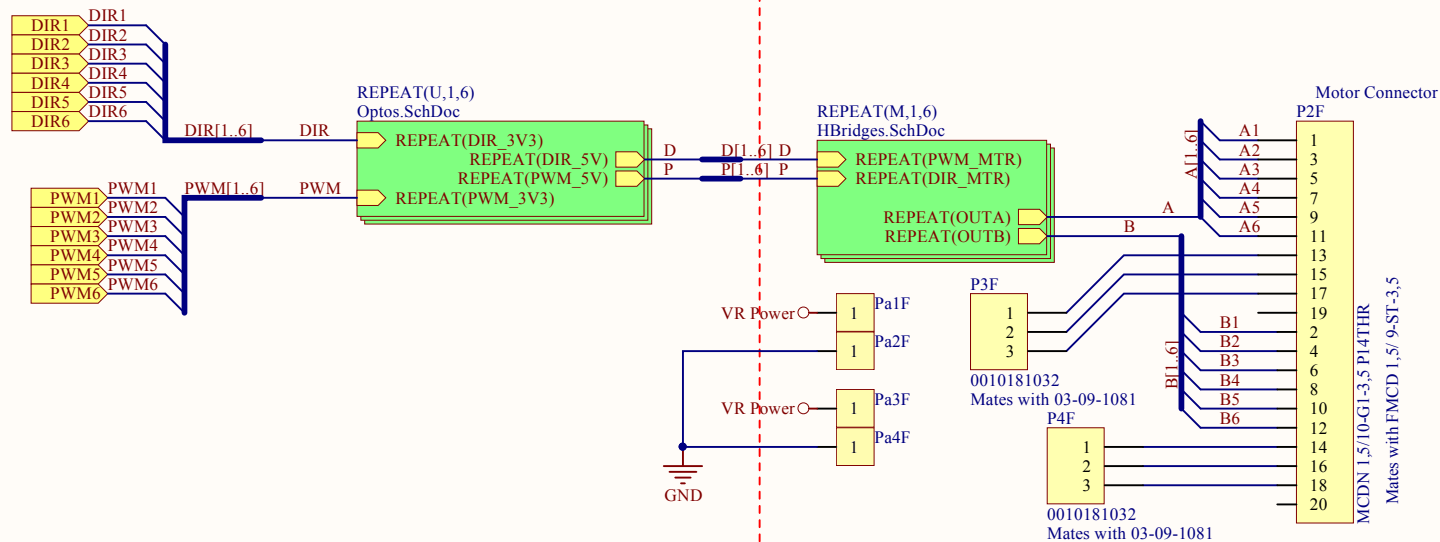 DIR1 DIR1
DIR2 DIR2
DIR3 DIR3
DIR4 DIR4
DIR5 DIR5
DIR6 DIR6
DIR[1..6] DIR
PWM1 PWM1
PWM2 PWM2
PWM3 PWM3
PWM4 PWM4
PWM5 PWM5
PWM6 PWM6
PWM[1..6] PWM
REPEAT(U,1,6)
Optos.SchDoc
REPEAT(DIR_3V3)
REPEAT(DIR_5V)
REPEAT(PWM_5V)
REPEAT(PWM_3V3)
D D[1..6] D
P P[1..6] P
REPEAT(M,1,6)
HBridges.SchDoc
REPEAT(PWM_MTR)
REPEAT(DIR_MTR)
REPEAT(OUTA)
REPEAT(OUTB)
A
B
A[1..6]
B[1..6]
VR Power 1 Pa1F
1 Pa2F
VR Power 1 Pa3F
1 Pa4F
GND
P3F
1
2
3
0010181032
Mates with 03-09-1081
P4F
1
2
3
0010181032
Mates with 03-09-1081
Motor Connector
P2F
A1 1
A2 3
A3 5
A4 7
A5 9
A6 11
13
15
17
19
B1 2
B2 4
B3 6
B4 8
B5 10
B6 12
14
16
18
20
MCDN 1,5/10-G1-3,5 P14THR
Mates with FMCD 1,5/ 9-ST-3,5